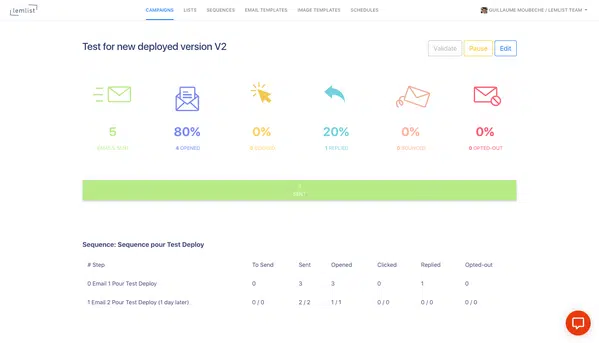 lemlist
CAMPAIGNS LISTS SEQUENCES EMAIL TEMPLATES IMAGE TEMPLATES SCHEDULES GUILLAUME MOUBECHE / LEMLIST TEAM
Test for new deployed version V2
Validate Pause Edit
5 80% 0% 20% 0% 0%
EMAILS SENT 4 OPENED 0 CLICKED 1 REPLIED 0 BOUNCED 0 OPTED-OUT
SENT
Sequence: Sequence pour Test Deploy
# Step To Send Sent Opened Clicked Replied Opted-out
0 Email 1 Pour Test Deploy 0 3 3 0 1 0
1 Email 2 Pour Test Deploy (1 day later) 0 / 0 2 / 2 1 / 1 0 / 0 0 / 0 0 / 0